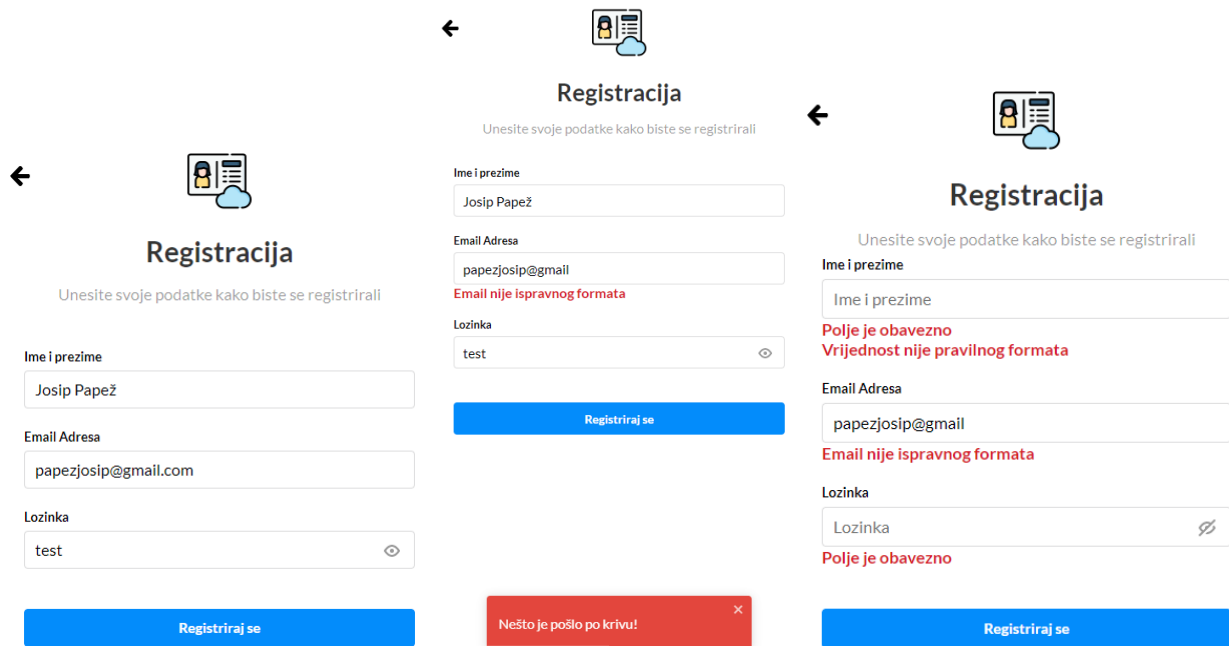 Registracija
Unesite svoje podatke kako biste se registrirali
Ime i prezime
Josip Papež
Email Adresa
papezjosip@gmail.com
Lozinka
test
Registriraj se
Registracija
Unesite svoje podatke kako biste se registrirali
Ime i prezime
Josip Papež
Email Adresa
papezjosip@gmail
Email nije ispravnog formata
Lozinka
test
Registriraj se
Nešto je pošlo po krivu!
Registracija
Unesite svoje podatke kako biste se registrirali
Ime i prezime
Ime i prezime
Polje je obavezno
Vrijednost nije pravilnog formata
Email Adresa
papezjosip@gmail
Email nije ispravnog formata
Lozinka
Lozinka
Polje je obavezno
Registriraj se